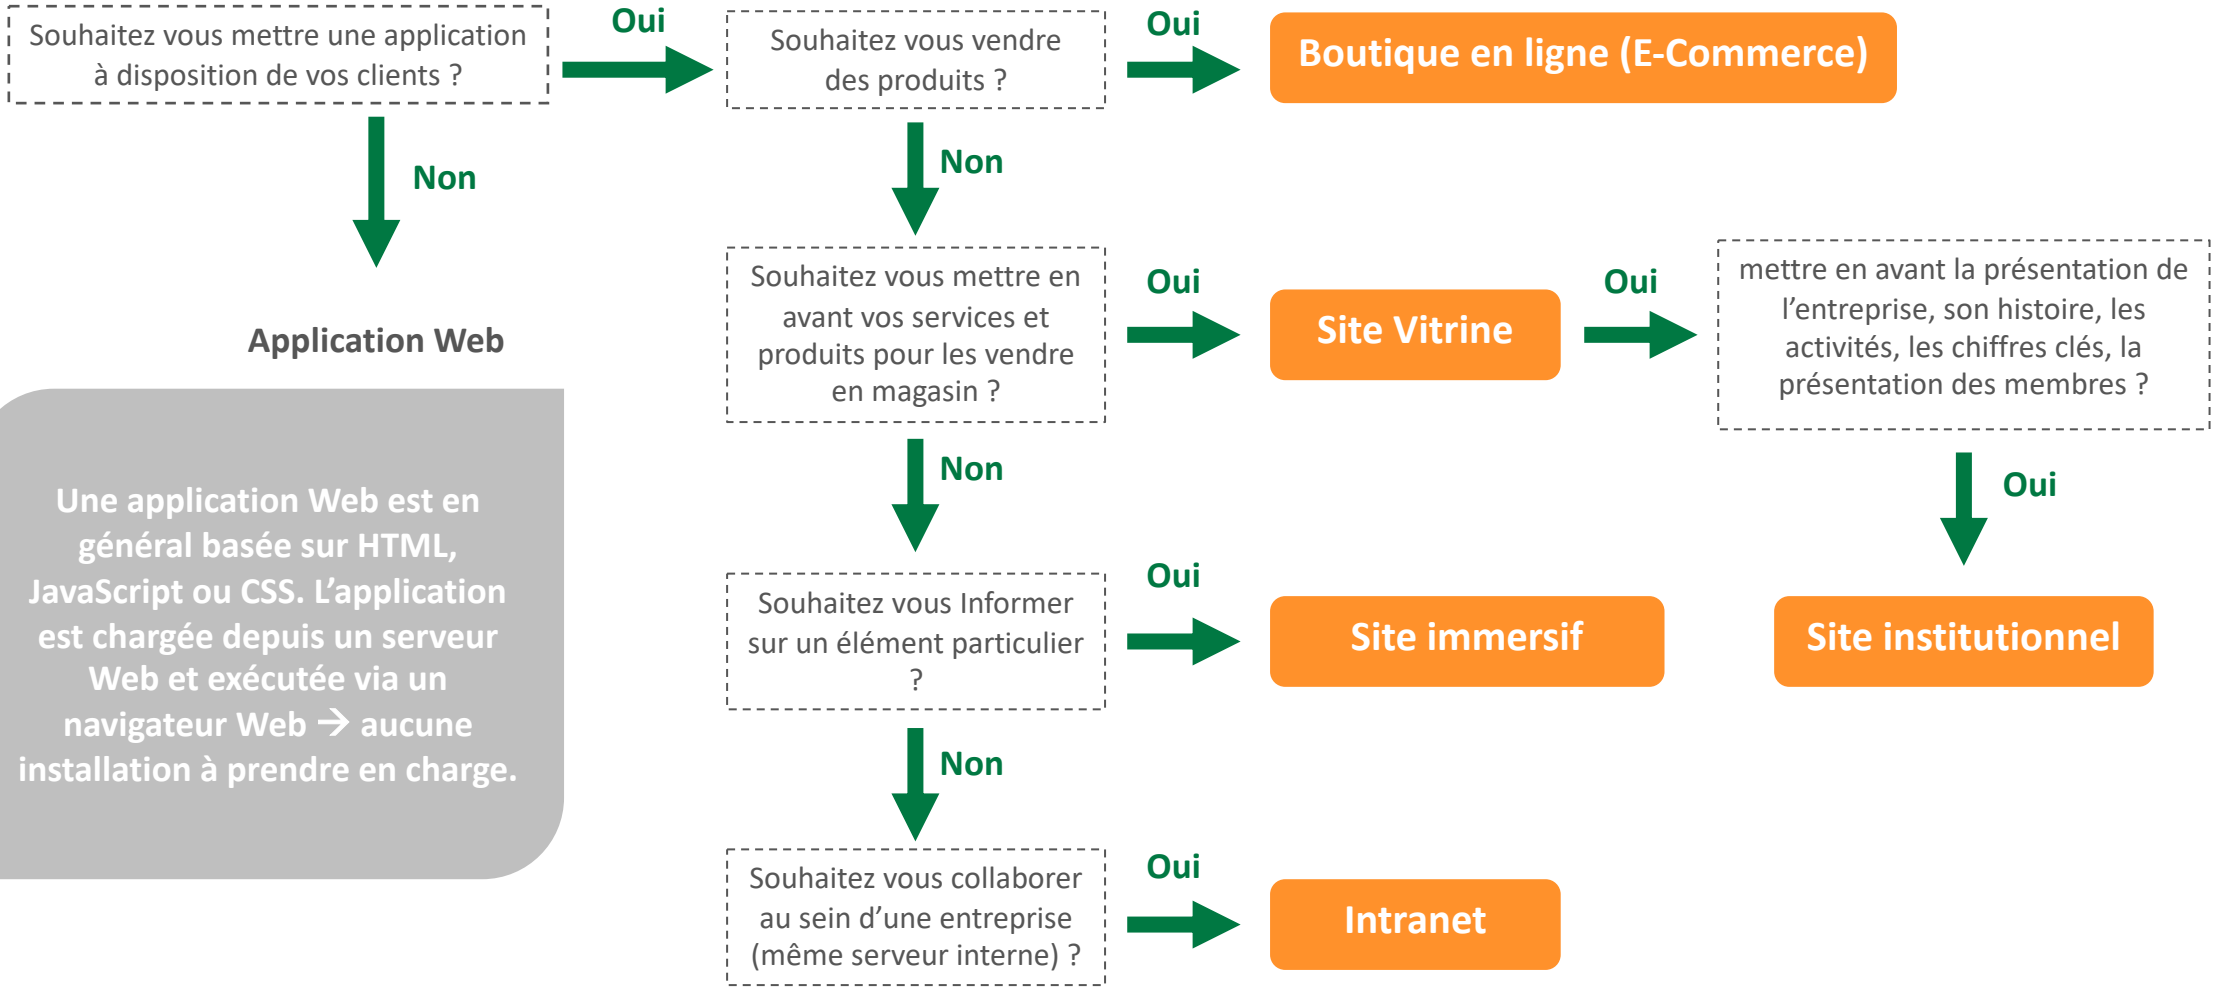 Souhaitez vous mettre une application
à disposition de vos clients ?
Oui
Souhaitez vous vendre
des produits ?
Oui
Boutique en ligne (E-Commerce)
Non
Non
Application Web
Souhaitez vous mettre en
avant vos services et
produits pour les vendre
en magasin ?
Oui
Site Vitrine
Oui
mettre en avant la présentation de
l’entreprise, son histoire, les
activités, les chiffres clés, la
présentation des membres ?
Une application Web est en
général basée sur HTML,
JavaScript ou CSS. L’application
est chargée depuis un serveur
Web et exécutée via un
navigateur Web → aucune
installation à prendre en charge.
Non
Oui
Souhaitez vous Informer
sur un élément particulier
?
Oui
Site immersif
Site institutionnel
Non
Souhaitez vous collaborer
au sein d’une entreprise
(même serveur interne) ?
Oui
Intranet